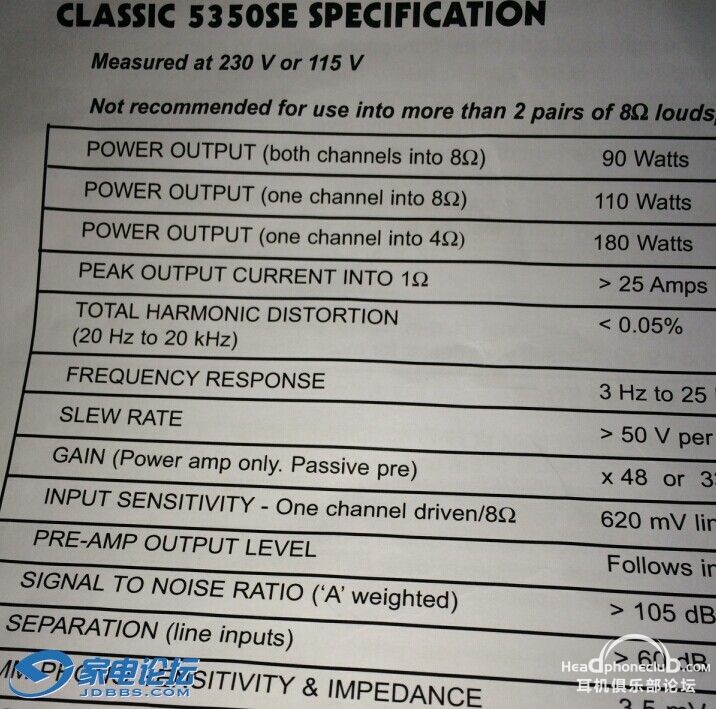 CLASSIC 5350SE SPECIFICATION
Measured at 230 V or 115 V
Not recommended for use into more than 2 pairs of 8Ω
POWER OUTPUT (both channels into 8Ω) 90 Watts
POWER OUTPUT (one channel into 8Ω) 110 Watts
POWER OUTPUT (one channel into 4Ω) 180 Watts
PEAK OUTPUT CURRENT INTO 1Ω > 25 Amps
TOTAL HARMONIC DISTORTION < 0.05%
(20 Hz to 20 kHz)
FREQUENCY RESPONSE 3 Hz to 25
SLEW RATE > 50 V per
GAIN (Power amp only. Passive pre) x 48 or
INPUT SENSITIVITY - One channel driven/8Ω 620 mV
PRE-AMP OUTPUT LEVEL Follows
SIGNAL TO NOISE RATIO ('A' weighted) > 105 dB
SEPARATION (line inputs) > 60 dB
SENSITIVITY & IMPEDANCE 3.5 mV
家电论坛
JDBBS.COM
Headphoneclub.com
耳机俱乐部论坛